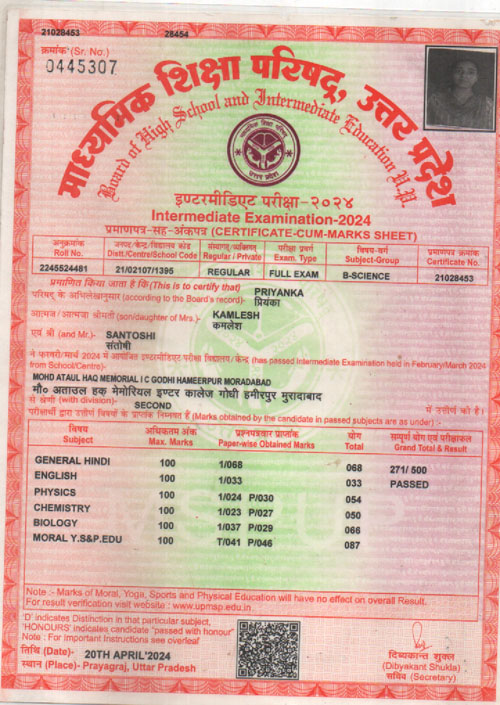 21028453 28454
क्रमांक (Sr. No.)
0445307
माध्यमिक शिक्षा परिषद्, उत्तर प्रदेश
Board of High School and Intermediate Education U.P.
इण्टरमीडिएट परीक्षा-२०२४
Intermediate Examination-2024
प्रमाणपत्र-सह-अंकपत्र (CERTIFICATE-CUM-MARKS SHEET)
अनुक्रमांक जनपद/केन्द्र/विद्यालय कोड संस्थागत/व्यक्तिगत परीक्षा प्रवर्ग विषय-वर्ग प्रमाणपत्र क्रमांक
Roll No. Distt./Centre/School Code Regular / Private Exam. Type Subject-Group Certificate No.
2245524481 21/02107/1395 REGULAR FULL EXAM B-SCIENCE 21028453
प्रमाणित किया जाता है कि (This is to certify that) PRIYANKA
परिषद् के अभिलेखानुसार (according to the Board's record) - प्रियंका
आत्मज/आत्मजा श्रीमती (son/daughter of Mrs.)- KAMLESH
कमलेश
एवं श्री (and Mr.)- SANTOSHI
संतोषी
ने फरवरी/मार्च 2024 में आयोजित इण्टरमीडिएट परीक्षा विद्यालय/केन्द्र (has passed Intermediate Examination held in February/March 2024
from School/Centre)-
MOHD ATAUL HAQ MEMORIAL I C GODHI HAMEERPUR MORADABAD
मौ० अताउल हक् मेमोरियल इण्टर कालेज गोधी हमीरपुर मुरादाबाद
से श्रेणी (with division)- SECOND में उत्तीर्ण की है।
परीक्षार्थी द्वारा उत्तीर्ण विषयों के प्राप्तांक निम्नवत हैं (Marks obtained by the candidate in passed subjects are as under) :-
विषय अधिकतम अंक प्रश्नपत्रवार प्राप्तांक योग सम्पूर्ण योग एवं परीक्षाफल
Subject Max. Marks Paper-wise Obtained Marks Total Grand Total & Result
GENERAL HINDI 100 1/068 068 271/ 500
ENGLISH 100 1/033 033 PASSED
PHYSICS 100 1/024 P/030 054
CHEMISTRY 100 1/023 P/027 050
BIOLOGY 100 1/037 P/029 066
MORAL Y.S&P.EDU 100 T/041 P/046 087
Note :- Marks of Moral, Yoga, Sports and Physical Education will have no effect on overall Result.
For result verification visit website : www.upmsp.edu.in
'D' indicates Distinction in that particular subject,
'HONOURS' indicates candidate "passed with honour"
Note : For important Instructions see overleaf
तिथि (Date)- 20TH APRIL'2024
स्थान (Place)- Prayagraj, Uttar Pradesh
दिव्यकान्त शुक्ल
(Dibyakant Shukla)
सचिव (Secretary)